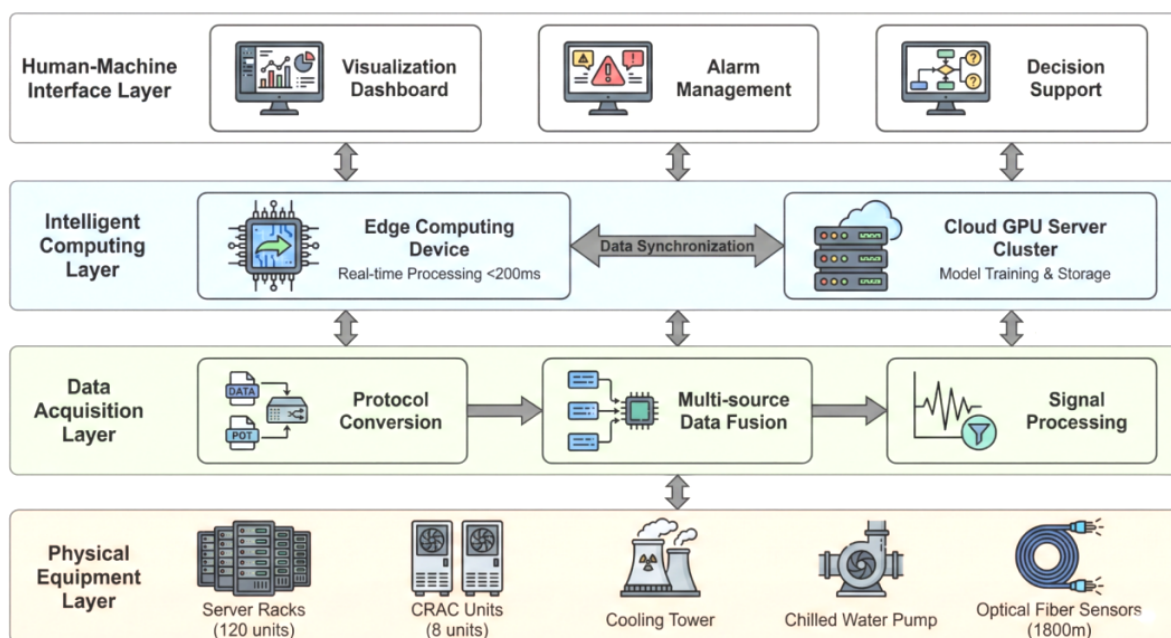 Human-Machine
Interface Layer
Visualization
Dashboard
Alarm
Management
Decision
Support
Intelligent
Computing
Layer
Edge Computing
Device
Real-time Processing <200ms
Data Synchronization
Cloud GPU Server
Cluster
Model Training & Storage
Data
Acquisition
Layer
DATA
POT
Protocol
Conversion
Multi-source
Data Fusion
Signal
Processing
Physical
Equipment
Layer
Server Racks
(120 units)
CRAC Units
(8 units)
Cooling Tower
Chilled Water Pump
Optical Fiber Sensors
(1800m)